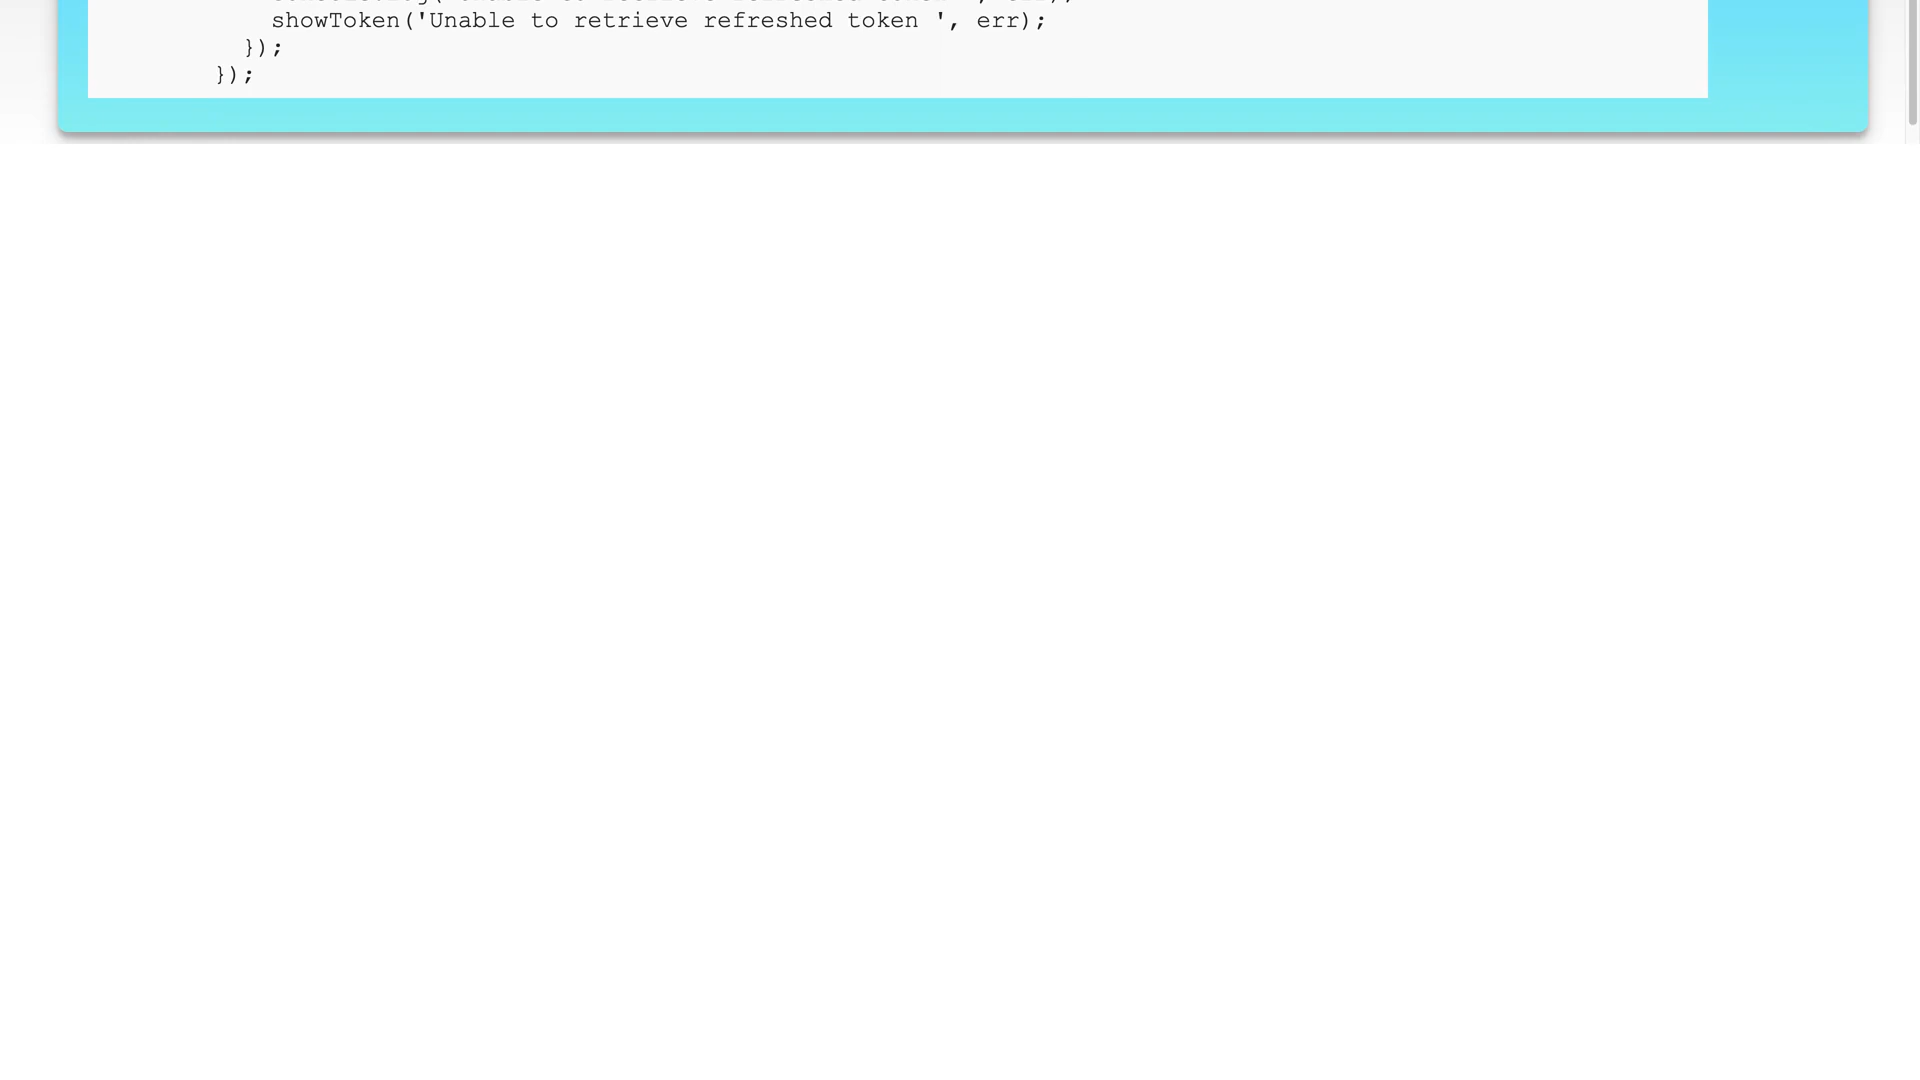 showToken('Unable to retrieve refreshed token ', err);
});
});